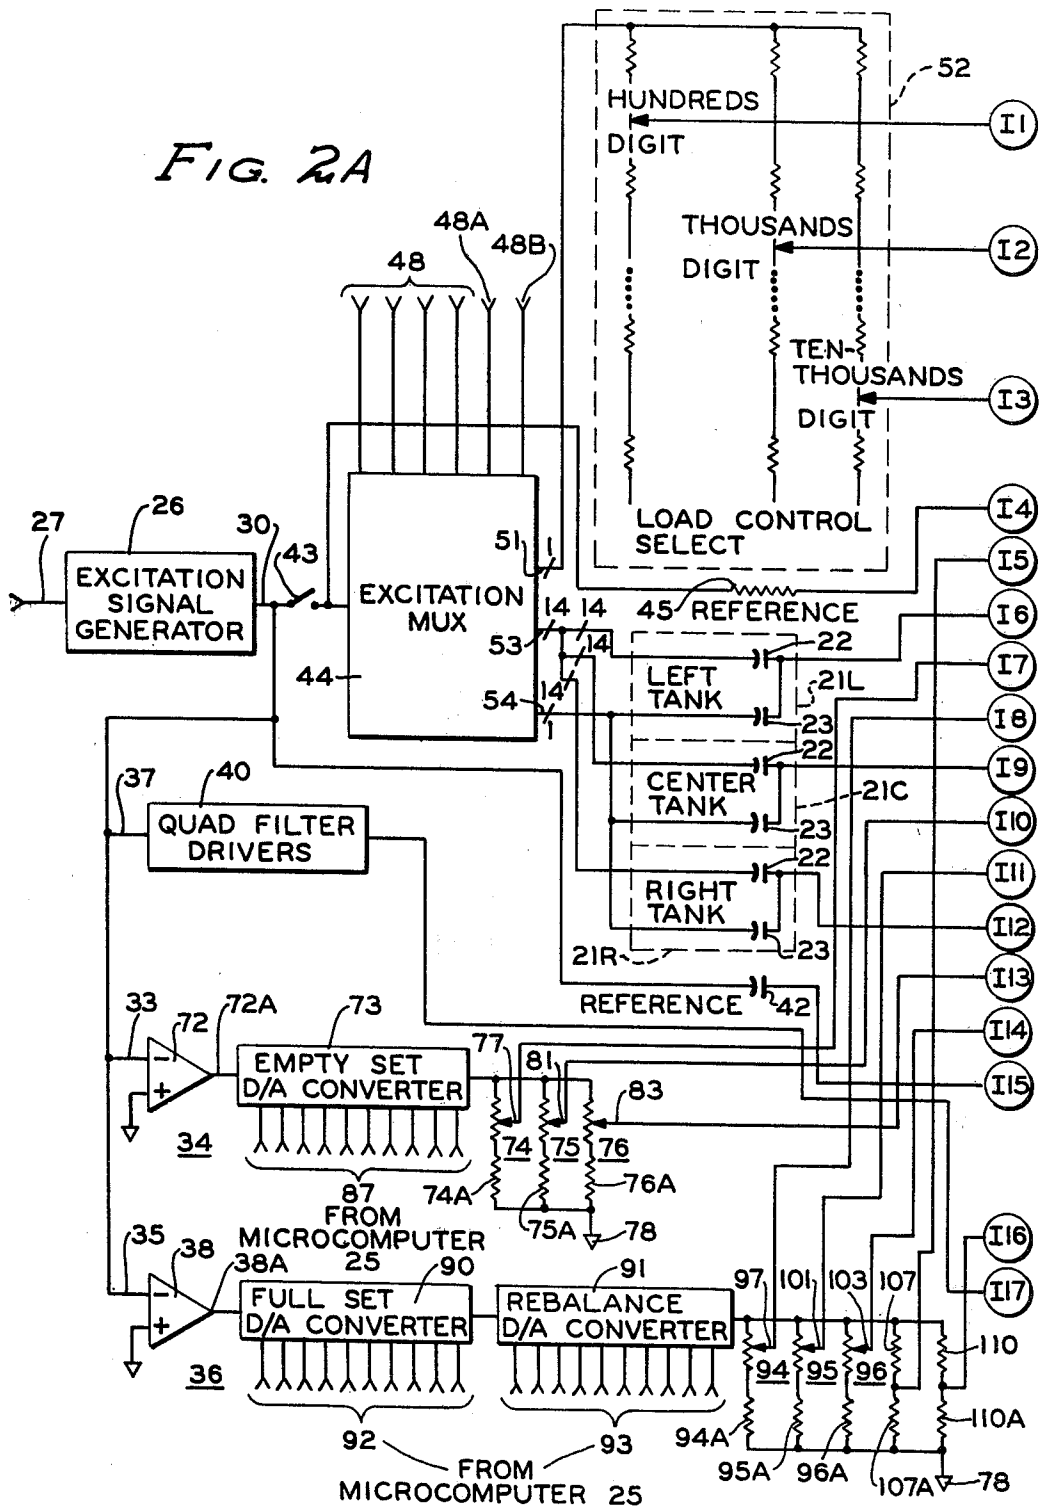 FIG. 2A
52
HUNDREDS
DIGIT
I1
THOUSANDS
DIGIT
I2
TEN-
THOUSANDS
DIGIT
I3
LOAD CONTROL
SELECT
48
48A
48B
27
26
30
43
EXCITATION
SIGNAL
GENERATOR
EXCITATION
MUX
44
51
1
53
14
14
14
14
54
1
45
REFERENCE
I4
I5
I6
I7
I8
I9
I10
I11
I12
I13
I14
I15
I16
I17
LEFT
TANK
22
21L
23
CENTER
TANK
22
21C
23
RIGHT
TANK
22
21R
23
REFERENCE
42
37
40
QUAD FILTER
DRIVERS
33
72
72A
73
-
+
EMPTY SET
D/A CONVERTER
34
77
81
83
74
75
76
74A
75A
76A
78
87
FROM
MICROCOMPUTER
25
35
38
38A
90
91
-
+
FULL SET
D/A CONVERTER
REBALANCE
D/A CONVERTER
36
97
101
103
107
94
95
96
110
94A
95A
96A
107A
110A
78
92
93
FROM
MICROCOMPUTER 25